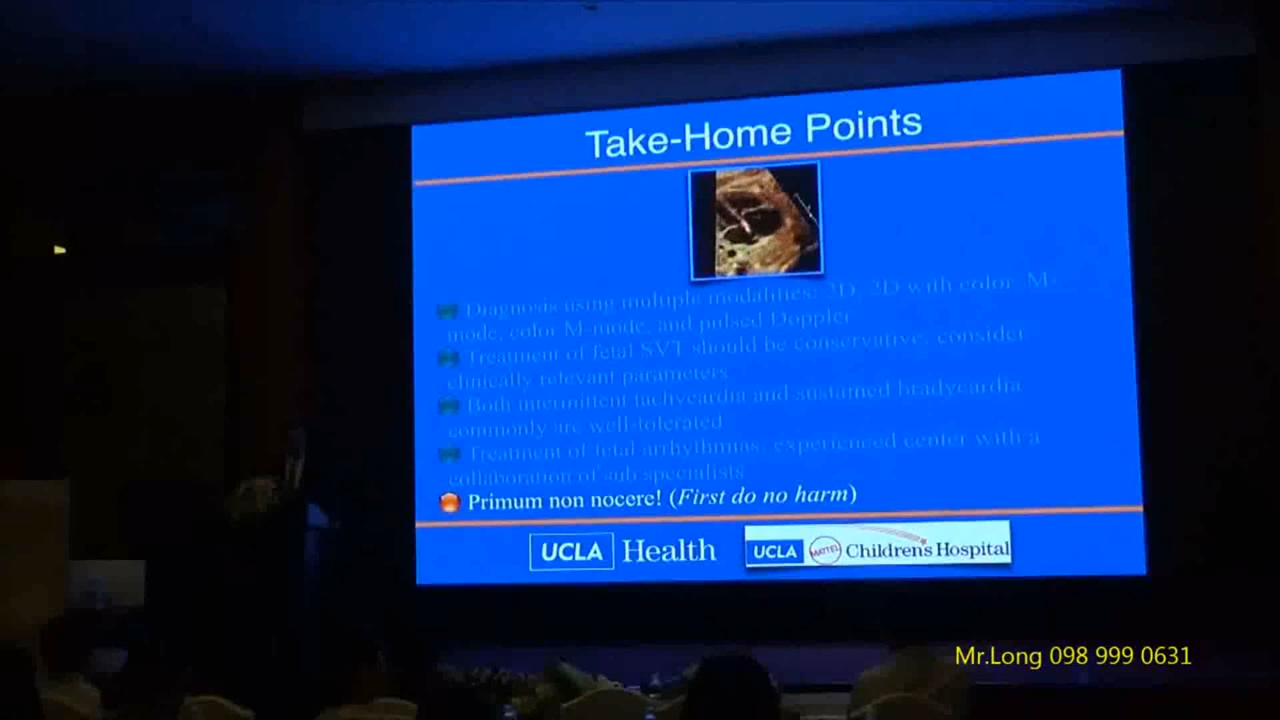 Take-Home Points
Diagnosis using multiple modalities: 2D, 2D with color, M-
mode, color M-mode, and pulsed Doppler
Treatment of fetal SVT should be conservative, consider
clinically relevant parameters
Both intermittent tachycardia and sustained bradycardia
commonly are well-tolerated
Treatment of fetal arrhythmias: experienced center with a
collaboration of sub specialists
Primum non nocere! (First do no harm)
UCLA Health
UCLA MATTEL Children's Hospital
Mr.Long 098 999 0631